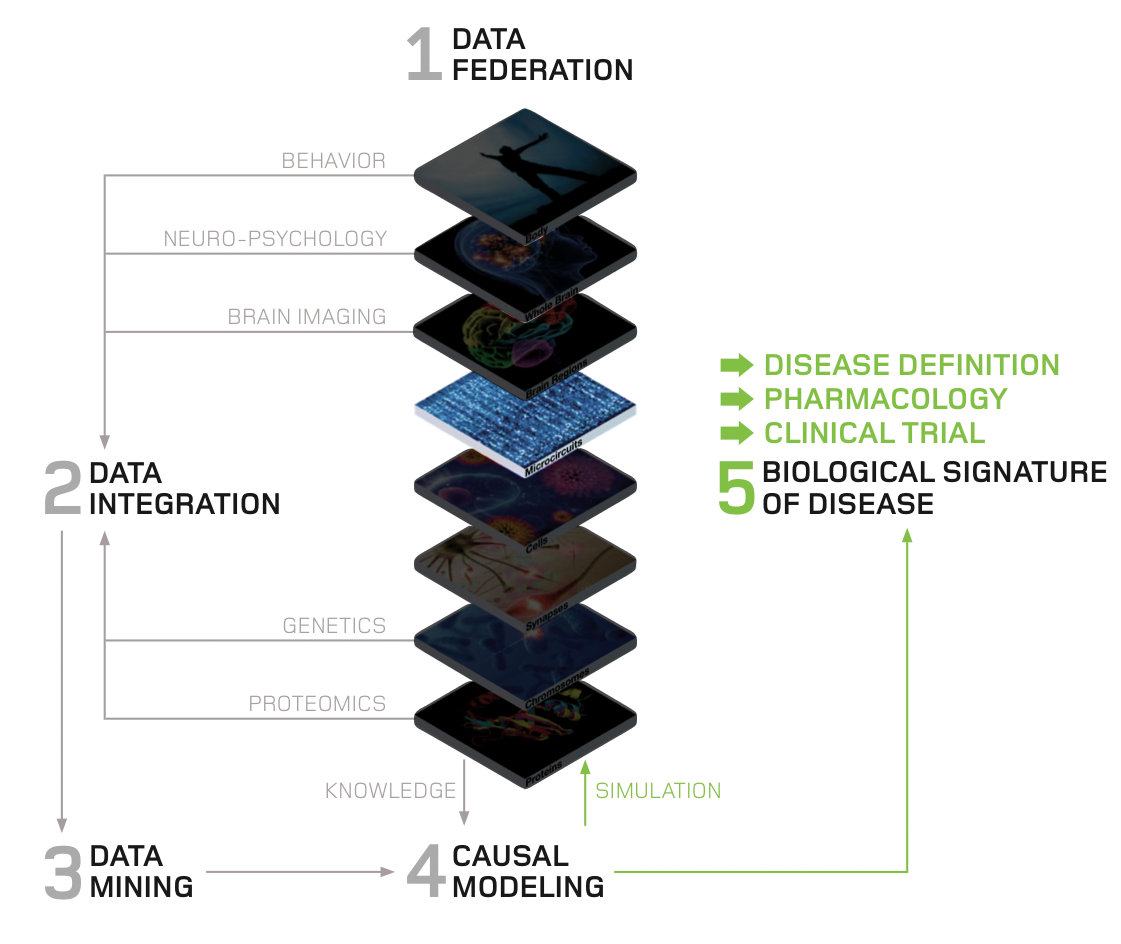 1 DATA
FEDERATION
BEHAVIOR
Body
NEURO-PSYCHOLOGY
Whole Brain
BRAIN IMAGING
Brain Regions
Microcircuits
Cells
Synapses
GENETICS
Chromosomes
PROTEOMICS
Proteins
2 DATA
INTEGRATION
KNOWLEDGE
SIMULATION
3 DATA
MINING
4 CAUSAL
MODELING
DISEASE DEFINITION
PHARMACOLOGY
CLINICAL TRIAL
5 BIOLOGICAL SIGNATURE
OF DISEASE